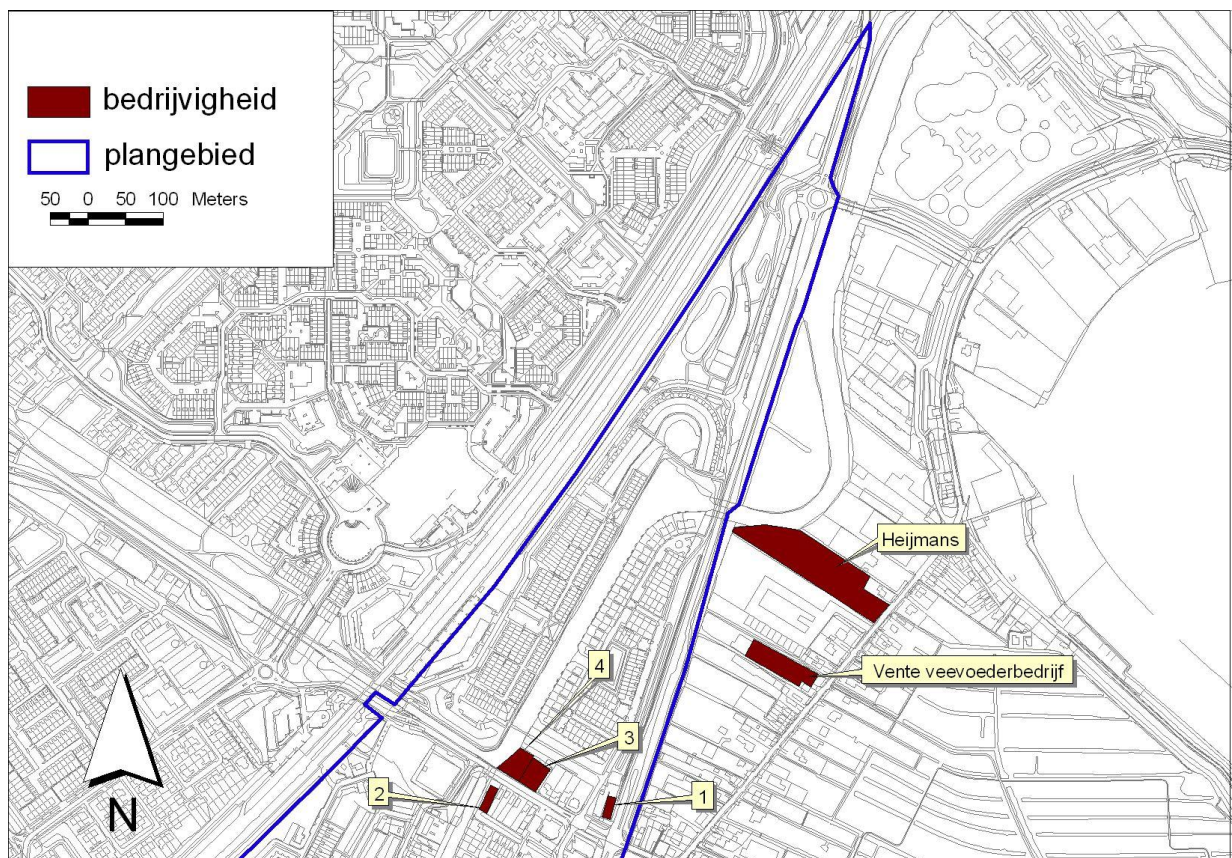 bedrijvigheid
plangebied
50 0 50 100 Meters
Heijmans
Vente veevoederbedrijf
4
3
2
1
N